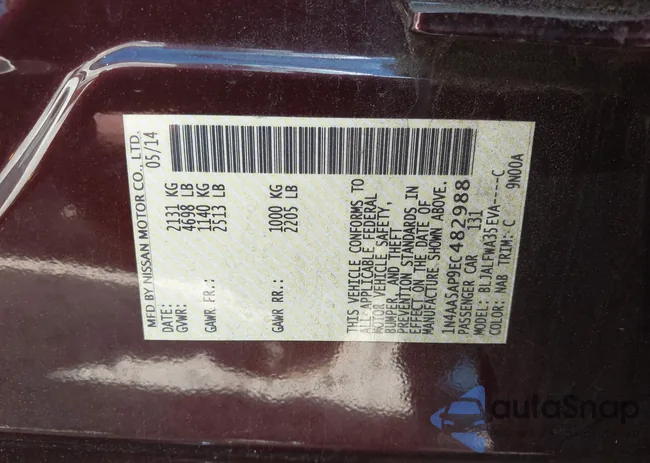 MFD BY NISSAN MOTOR CO., LTD.
DATE: 05/14
GVWR: 2131 KG
4698 LB
GAWR FR.: 1140 KG
2513 LB
GAWR RR.: 1000 KG
2205 LB
THIS VEHICLE CONFORMS TO
ALL APPLICABLE FEDERAL
MOTOR VEHICLE SAFETY,
BUMPER, AND THEFT
PREVENTION STANDARDS IN
EFFECT ON THE DATE OF
MANUFACTURE SHOWN ABOVE.
1N4AA5AP9EC482988
PASSENGER CAR 131
MODEL: BLJALFWA35EVA----C
COLOR: NAB TRIM: C 9N00A
autoSnap